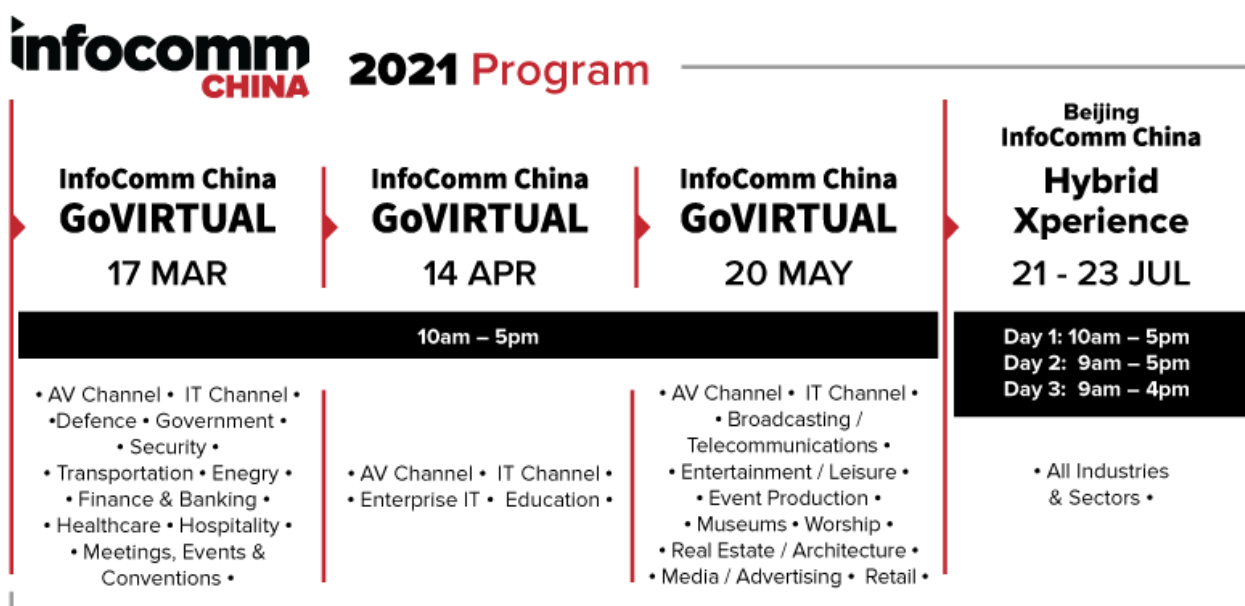 infocomm
CHINA
2021 Program
InfoComm China
GoVIRTUAL
17 MAR
InfoComm China
GoVIRTUAL
14 APR
InfoComm China
GoVIRTUAL
20 MAY
Beijing
InfoComm China
Hybrid
Xperience
21 - 23 JUL
10am – 5pm
Day 1: 10am – 5pm
Day 2: 9am – 5pm
Day 3: 9am – 4pm
• AV Channel • IT Channel •
•Defence • Government •
• Security •
• Transportation • Enegry •
• Finance & Banking •
• Healthcare • Hospitality •
• Meetings, Events &
Conventions •
• AV Channel • IT Channel •
• Enterprise IT • Education •
• AV Channel • IT Channel •
• Broadcasting /
Telecommunications •
• Entertainment / Leisure •
• Event Production •
• Museums • Worship •
• Real Estate / Architecture •
• Media / Advertising • Retail •
• All Industries
& Sectors •